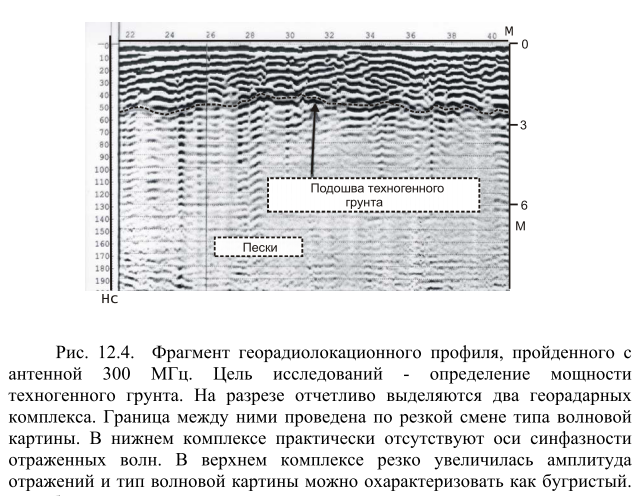 22 24 26 28 30 32 34 36 38 40 М
0 0
10
20
30
40
50
60 3
70
80
90
100
110
120
130
140
150
160
170
180
190
6
М
Подошва техногенного
грунта
Пески
Нс
Рис. 12.4. Фрагмент георадиолокационного профиля, пройденного с
антенной 300 МГц. Цель исследований - определение мощности
техногенного грунта. На разрезе отчетливо выделяются два георадарных
комплекса. Граница между ними проведена по резкой смене типа волновой
картины. В нижнем комплексе практически отсутствуют оси синфазности
отраженных волн. В верхнем комплексе резко увеличилась амплитуда
отражений и тип волновой картины можно охарактеризовать как бугристый.